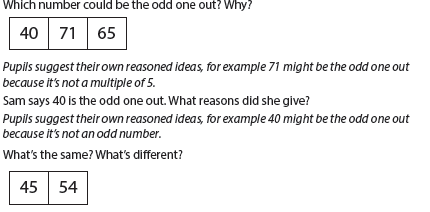 Which number could be the odd one out? Why?
40 71 65
Pupils suggest their own reasoned ideas, for example 71 might be the odd one out
because it's not a multiple of 5.
Sam says 40 is the odd one out. What reasons did she give?
Pupils suggest their own reasoned ideas, for example 40 might be the odd one out
because it's not an odd number.
What's the same? What's different?
45 54